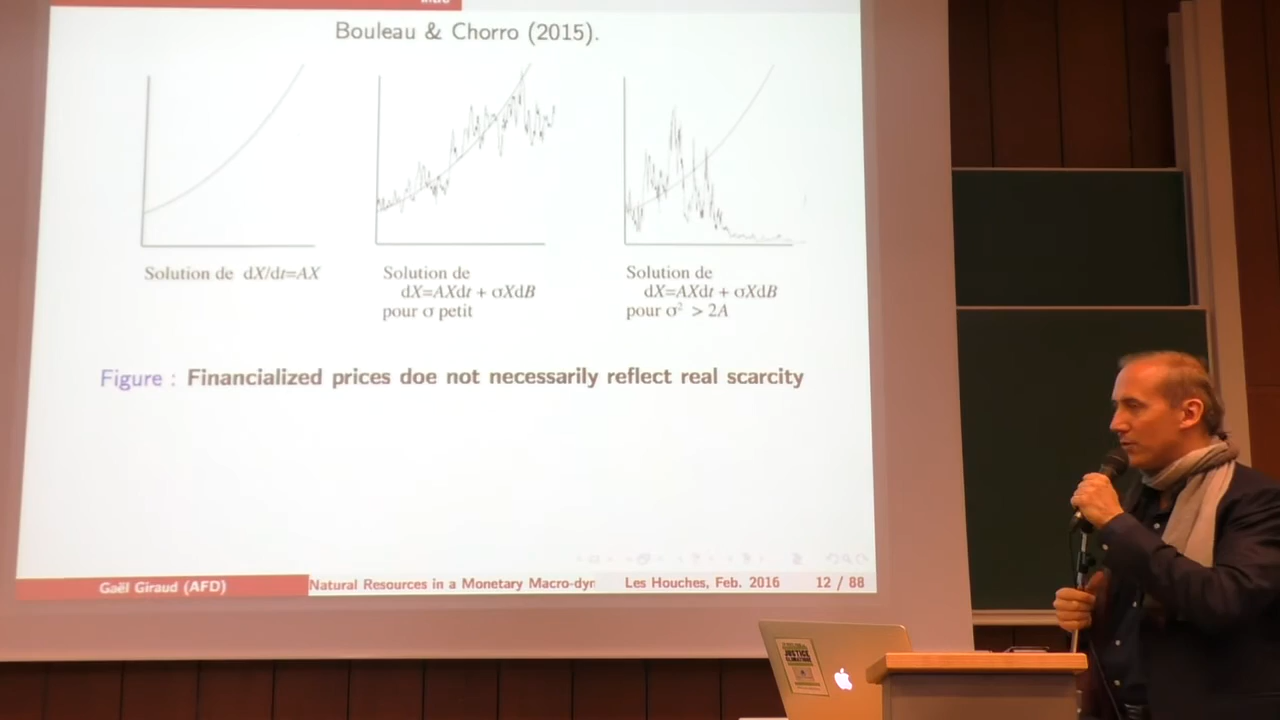 Intro
Bouleau & Chorro (2015).
Solution de dX/dt=AX
Solution de
dX=AXdt + σXdB
pour σ petit
Solution de
dX=AXdt + σXdB
pour σ² > 2A
Figure : Financialized prices doe not necessarily reflect real scarcity
Gaël Giraud (AFD)
Natural Resources in a Monetary Macro-dyn
Les Houches, Feb. 2016
12 / 88
JUSTICE
CLIMATIQUE